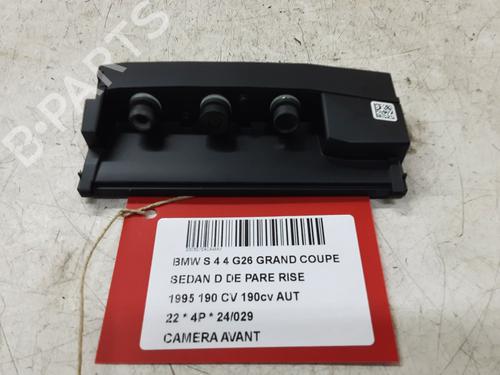 B-PARTS
BMW S 4 4 G26 GRAND COUPE
SEDAN D DE PARE RISE
1995 190 CV 190cv AUT
22 * 4P * 24/029
CAMERA AVANT